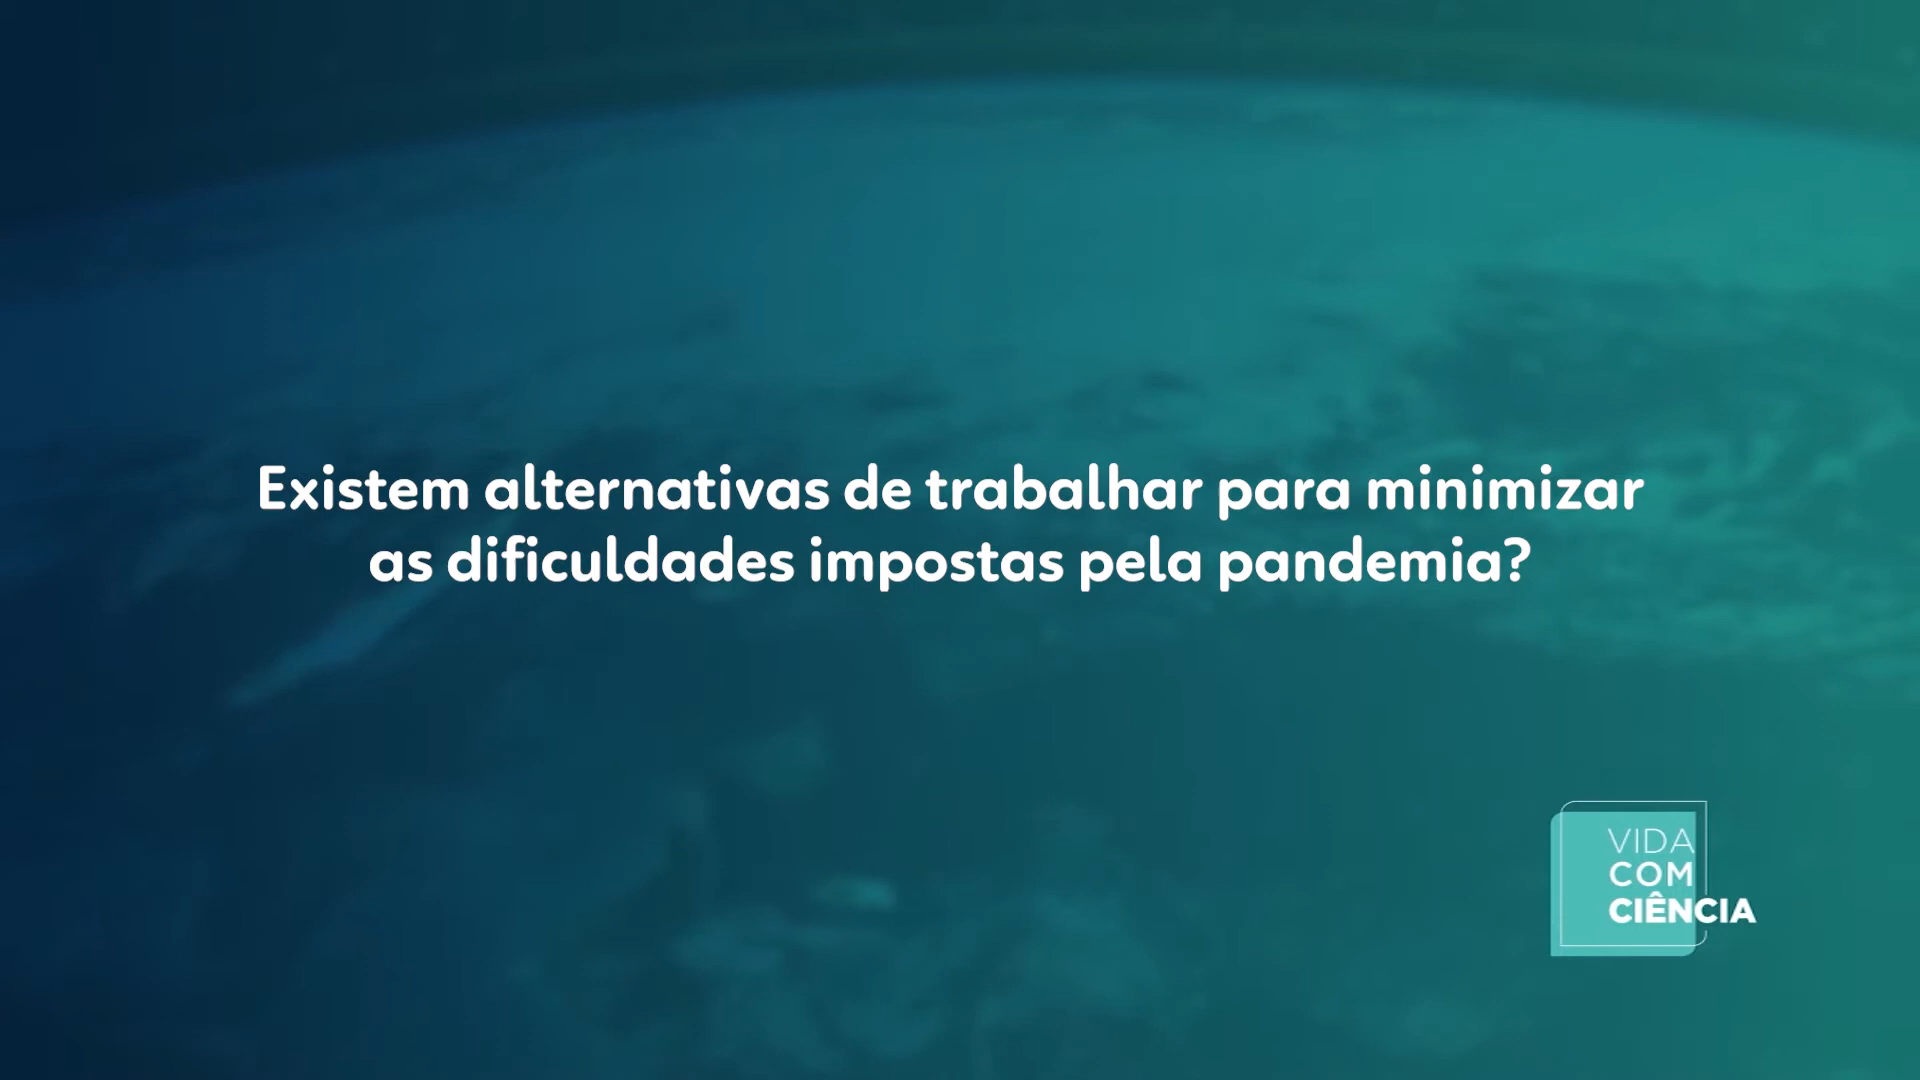 Existem alternativas de trabalhar para minimizar
as dificuldades impostas pela pandemia?
VIDA
COM
CIÊNCIA